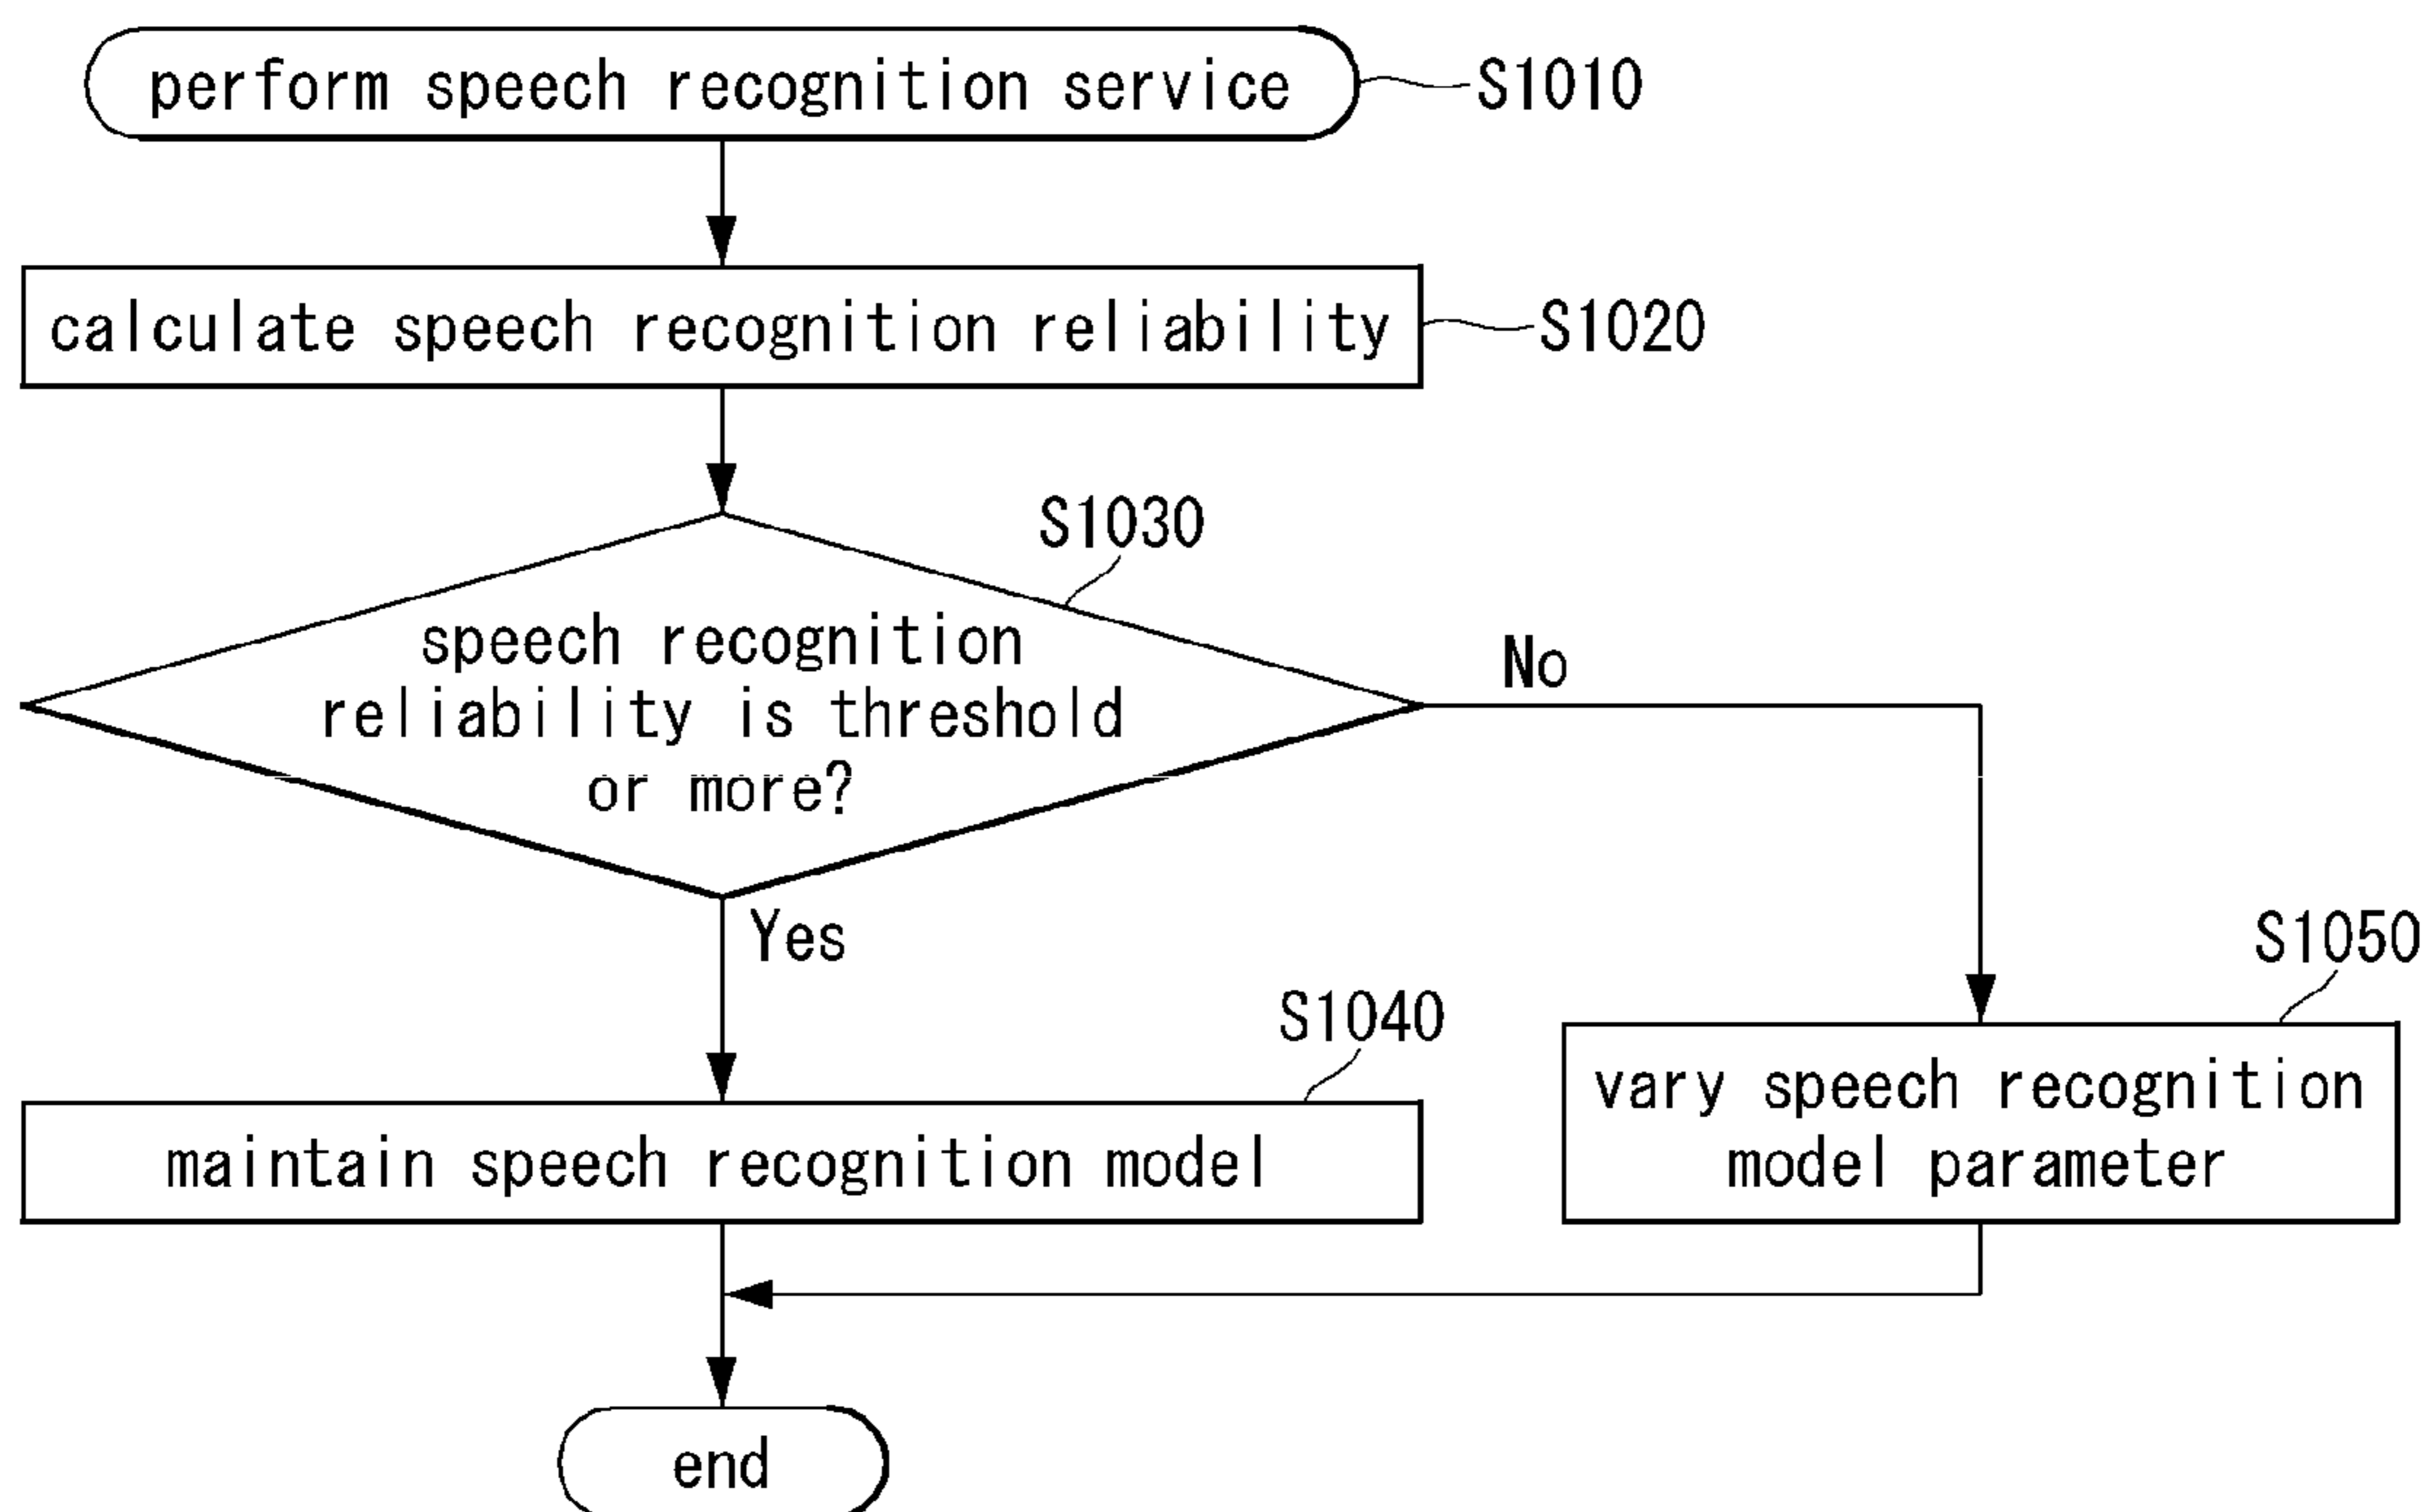 perform speech recognition service
S1010
calculate speech recognition reliability
S1020
S1030
speech recognition
reliability is threshold
or more?
No
Yes
S1040
maintain speech recognition model
S1050
vary speech recognition
model parameter
end